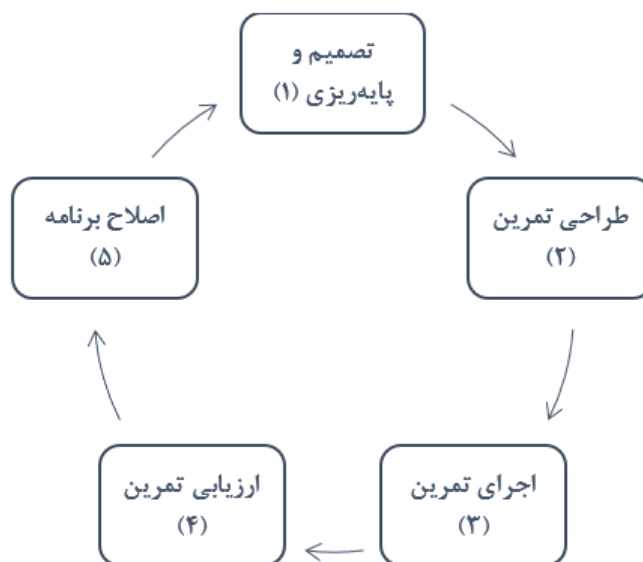 تصمیم و
پایه‌ریزی (۱)
طراحی تمرین
(۲)
اجرای تمرین
(۳)
ارزیابی تمرین
(۴)
اصلاح برنامه
(۵)